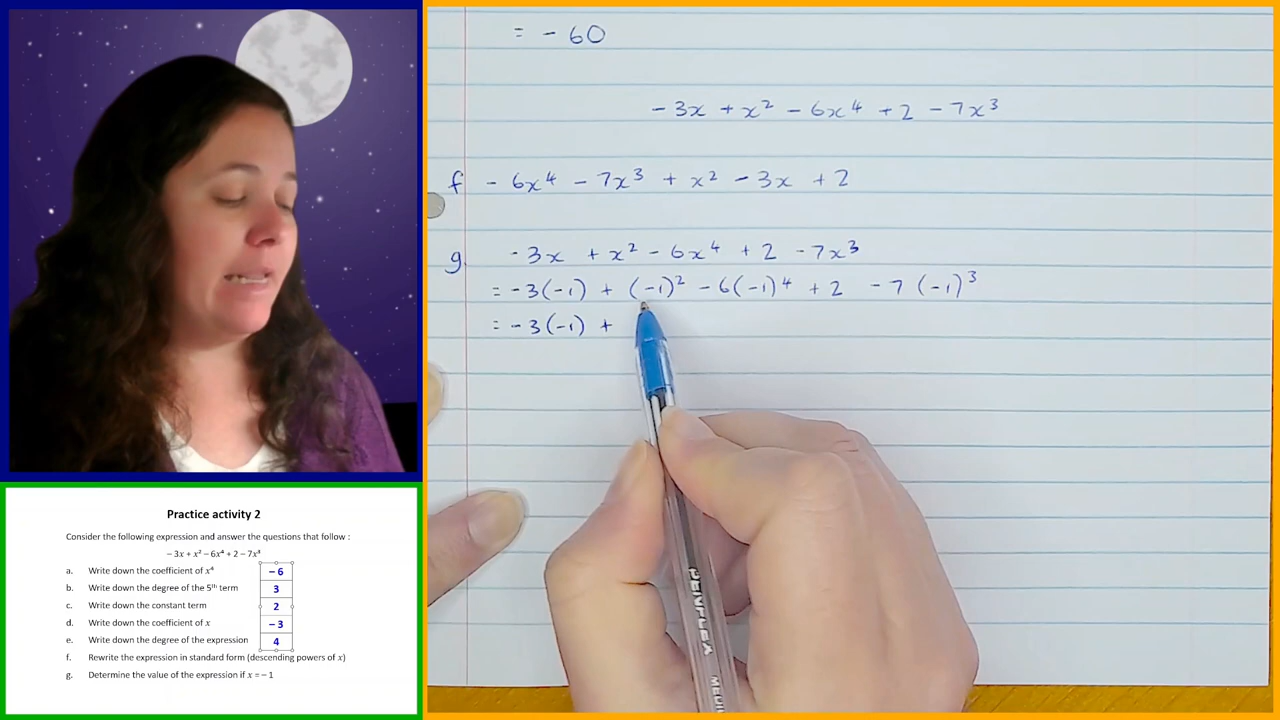 = - 60
- 3x + x² - 6x⁴ + 2 - 7x³
f - 6x⁴ - 7x³ + x² - 3x + 2
g. - 3x + x² - 6x⁴ + 2 - 7x³
= - 3(-1) + (-1)² - 6(-1)⁴ + 2 - 7(-1)³
= - 3(-1) +
Practice activity 2
Consider the following expression and answer the questions that follow :
- 3x + x² - 6x⁴ + 2 - 7x³
a. Write down the coefficient of x⁴ - 6
b. Write down the degree of the 5ᵗʰ term 3
c. Write down the constant term 2
d. Write down the coefficient of x - 3
e. Write down the degree of the expression 4
f. Rewrite the expression in standard form (descending powers of x)
g. Determine the value of the expression if x = - 1